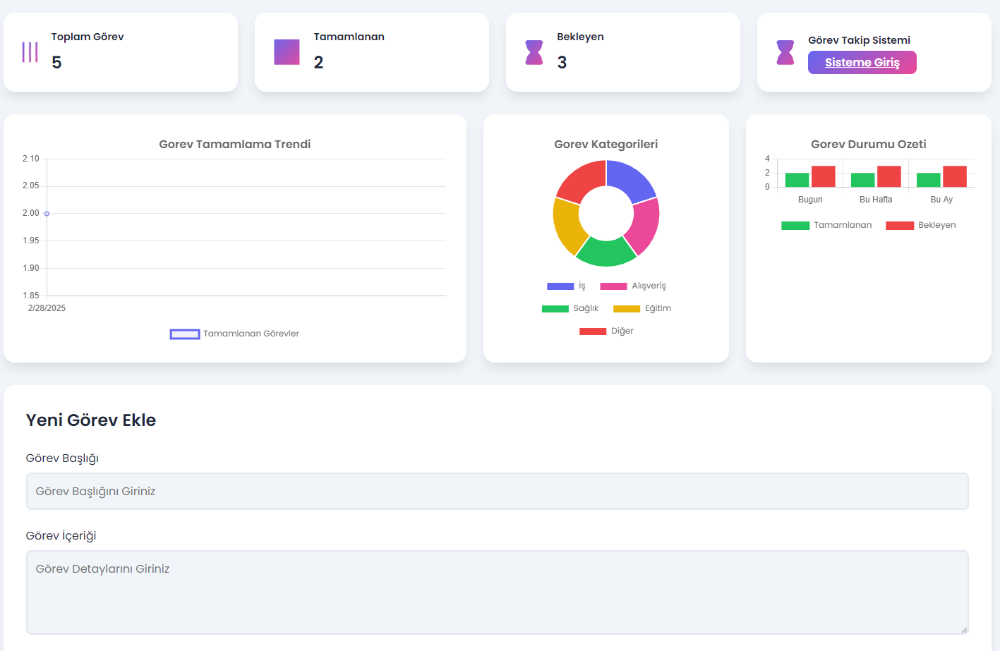 Toplam Görev
5
Tamamlanan
2
Bekleyen
3
Görev Takip Sistemi
Sisteme Giriş
Gorev Tamamlama Trendi
2.10
2.05
2.00
1.95
1.90
1.85
2/28/2025
Tamamlanan Görevler
Gorev Kategorileri
İş
Alışveriş
Sağlık
Eğitim
Diğer
Gorev Durumu Ozeti
4
2
0
Bugun
Bu Hafta
Bu Ay
Tamamlanan
Bekleyen
Yeni Görev Ekle
Görev Başlığı
Görev Başlığını Giriniz
Görev İçeriği
Görev Detaylarını Giriniz